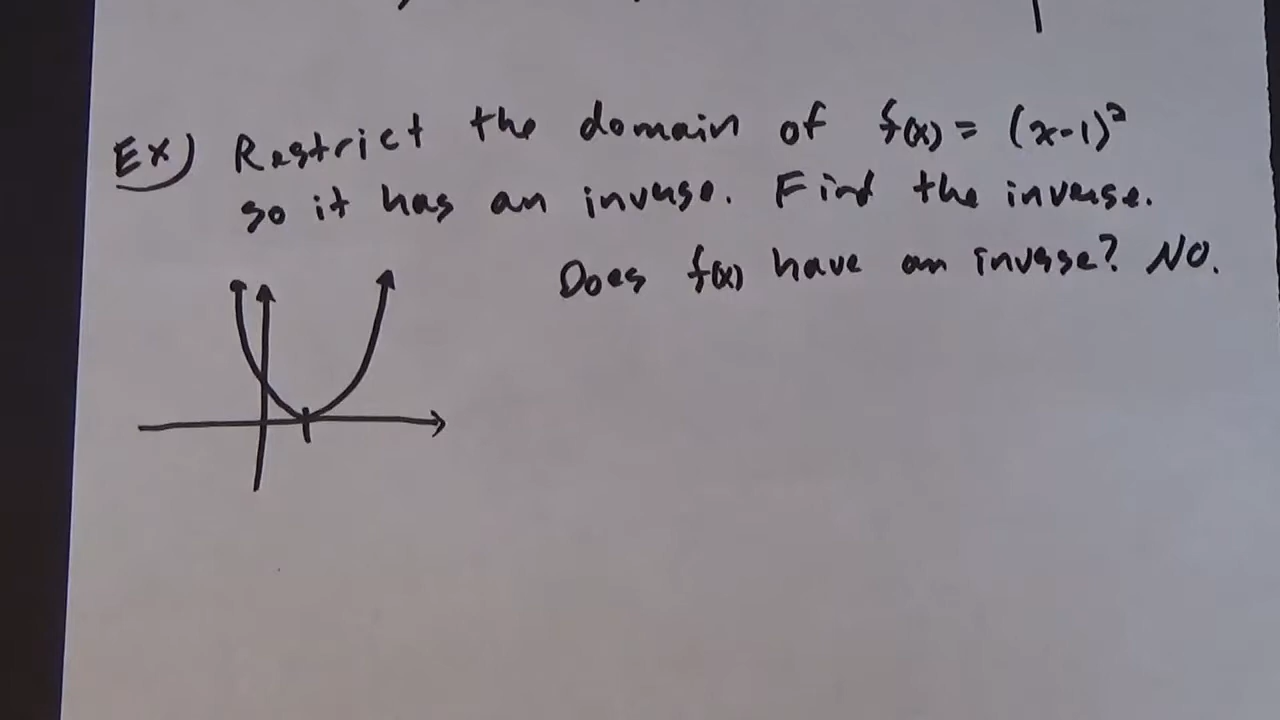 Ex) Restrict the domain of f(x) = (x-1)²
so it has an inverse. Find the inverse.
Does f(x) have an inverse? NO.